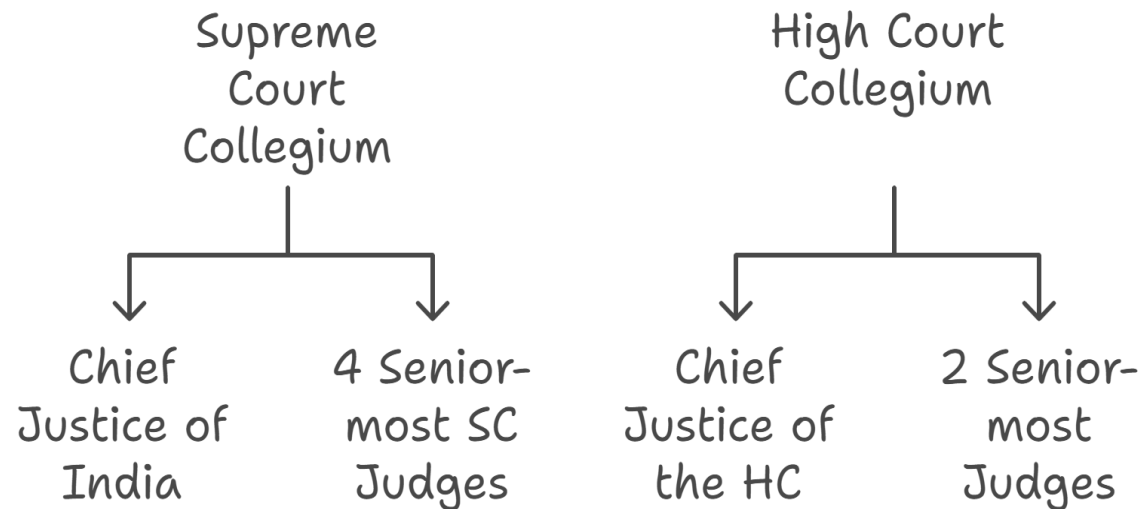 Supreme
Court
Collegium
Chief
Justice of
India
4 Senior-
most SC
Judges
High Court
Collegium
Chief
Justice of
the HC
2 Senior-
most
Judges